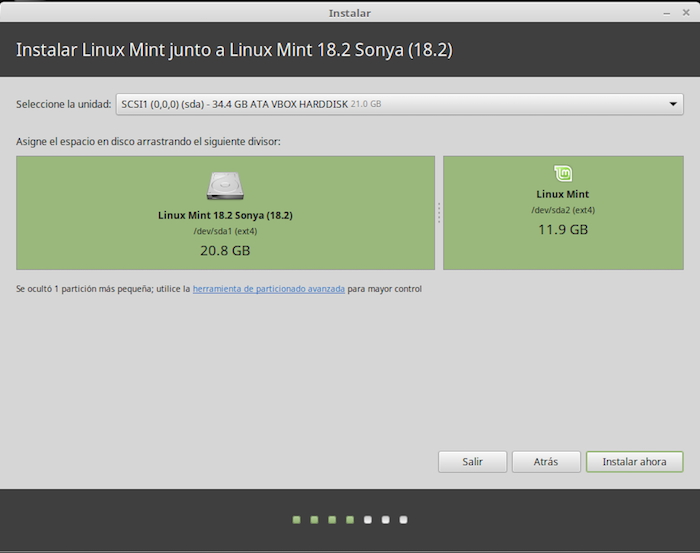 Instalar
Instalar Linux Mint junto a Linux Mint 18.2 Sonya (18.2)
Seleccione la unidad: SCSI1 (0,0,0) (sda) - 34.4 GB ATA VBOX HARDDISK 21.0 GB
Asigne el espacio en disco arrastrando el siguiente divisor:
Linux Mint 18.2 Sonya (18.2)
/dev/sda1 (ext4)
20.8 GB
Linux Mint
/dev/sda2 (ext4)
11.9 GB
Se ocultó 1 partición más pequeña; utilice la herramienta de particionado avanzada para mayor control
Salir Atrás Instalar ahora